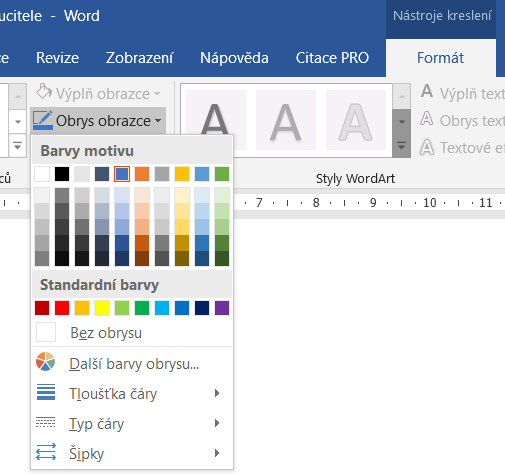 ucitele - Word
Nástroje kreslení
Revize Zobrazení Nápověda Citace PRO Formát
Výplň obrazce
Obrys obrazce
A A A
A Výplň text
A Obrys text
A Textové ef
Barvy motivu
ců
Styly WordArt
7 8 9 10 11
Standardní barvy
Bez obrysu
Další barvy obrysu...
Tloušťka čáry
Typ čáry
Šipky